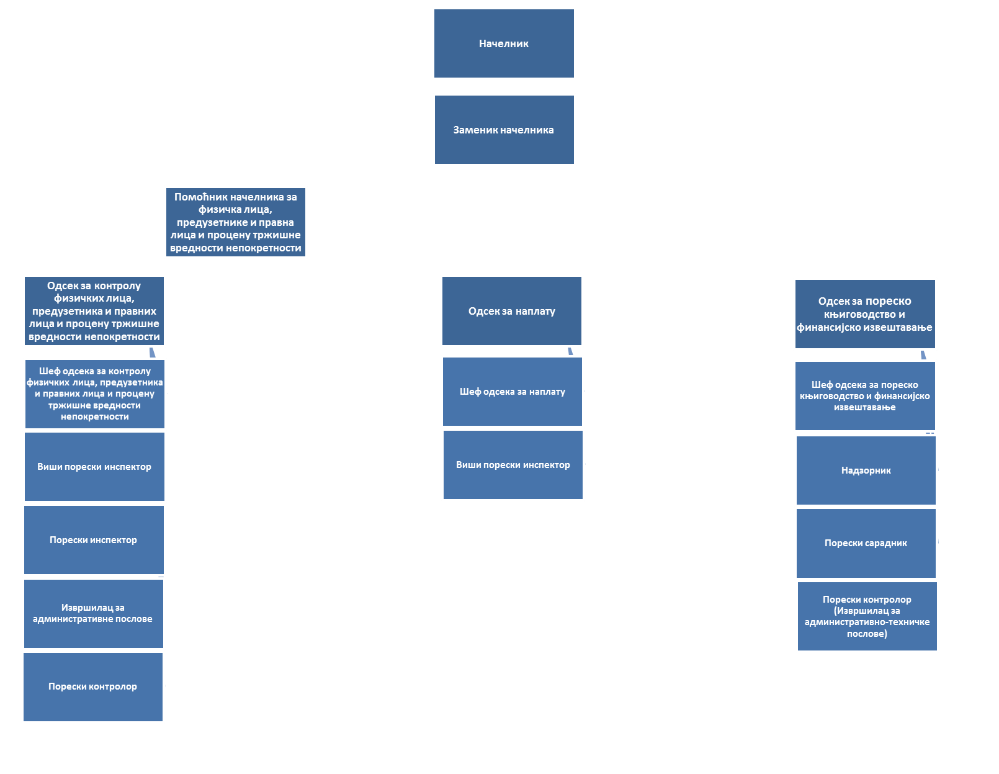 Начелник
Заменик начелника
Помоћник начелника за
физичка лица,
предузетнике и правна
лица и процену тржишне
вредности непокретности
Одсек за контролу
физичких лица,
предузетника и правних
лица и процену тржишне
вредности непокретности
Шеф одсека за контролу
физичких лица, предузетника
и правних лица и процену
тржишне вредности
непокретности
Виши порески инспектор
Порески инспектор
Извршилац за
административне послове
Порески контролор
Одсек за наплату
Шеф одсека за наплату
Виши порески инспектор
Одсек за пореско
књиговодство и
финансијско извештавање
Шеф одсека за пореско
књиговодство и финансијско
извештавање
Надзорник
Порески сарадник
Порески контролор
(Извршилац за
административно-техничке
послове)